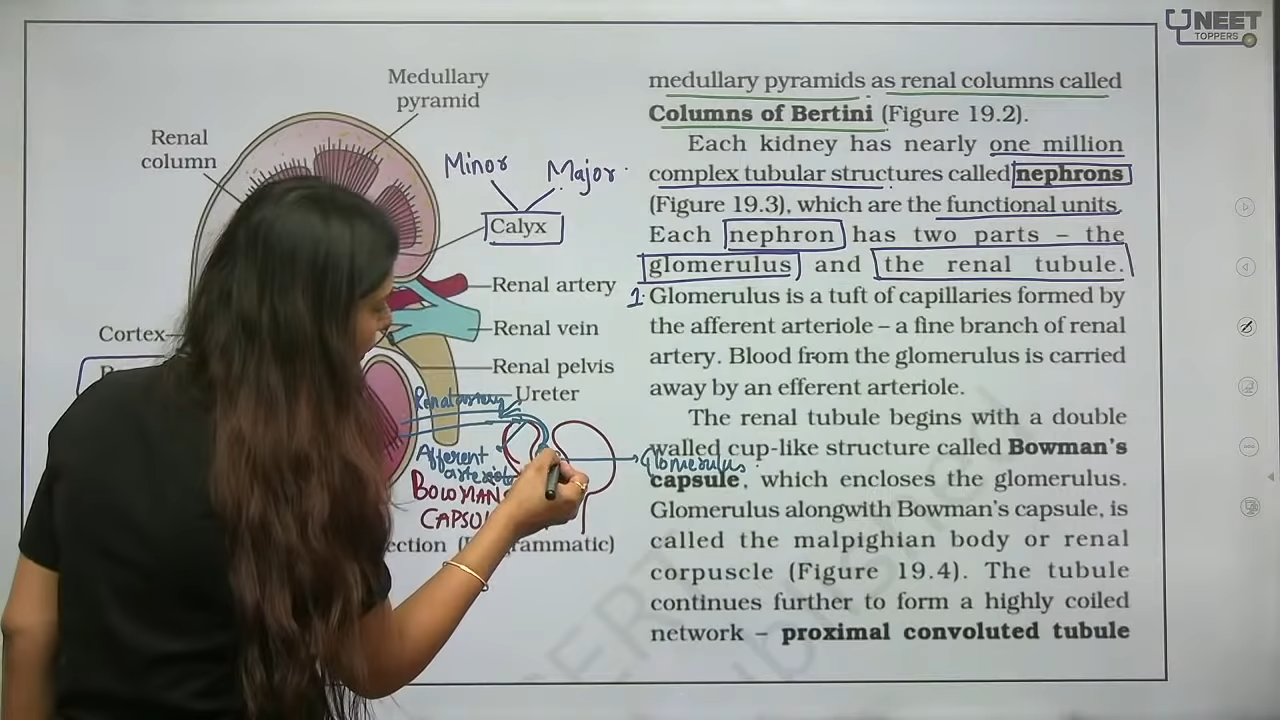 NEET
TOPPERS
Medullary
pyramid
Renal
column
Minor
Major
Calyx
Renal artery
Renal vein
Renal pelvis
Ureter
Cortex
Renal artery
Afferent
arteriole
BOWMANS
CAPSU
Glomerulus
ection (
grammatic)
medullary pyramids as renal columns called
Columns of Bertini (Figure 19.2).
Each kidney has nearly one million
complex tubular structures called nephrons
(Figure 19.3), which are the functional units.
Each nephron has two parts – the
glomerulus and the renal tubule.
1. Glomerulus is a tuft of capillaries formed by
the afferent arteriole – a fine branch of renal
artery. Blood from the glomerulus is carried
away by an efferent arteriole.
The renal tubule begins with a double
walled cup-like structure called Bowman's
capsule, which encloses the glomerulus.
Glomerulus alongwith Bowman's capsule, is
called the malpighian body or renal
corpuscle (Figure 19.4). The tubule
continues further to form a highly coiled
network – proximal convoluted tubule